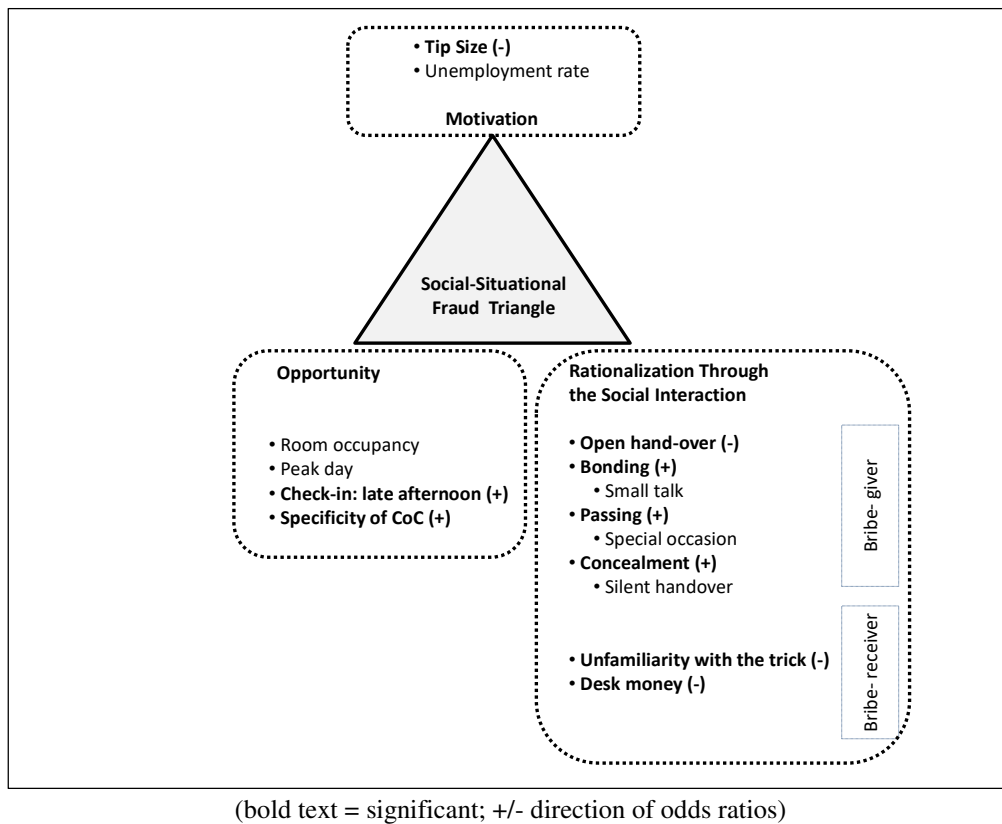 • Tip Size (-)
• Unemployment rate
Motivation
Social-Situational
Fraud Triangle
Opportunity
• Room occupancy
• Peak day
• Check-in: late afternoon (+)
• Specificity of CoC (+)
Rationalization Through
the Social Interaction
• Open hand-over (-)
• Bonding (+)
• Small talk
• Passing (+)
• Special occasion
• Concealment (+)
• Silent handover
Bribe- giver
• Unfamiliarity with the trick (-)
• Desk money (-)
Bribe- receiver
(bold text = significant; +/- direction of odds ratios)